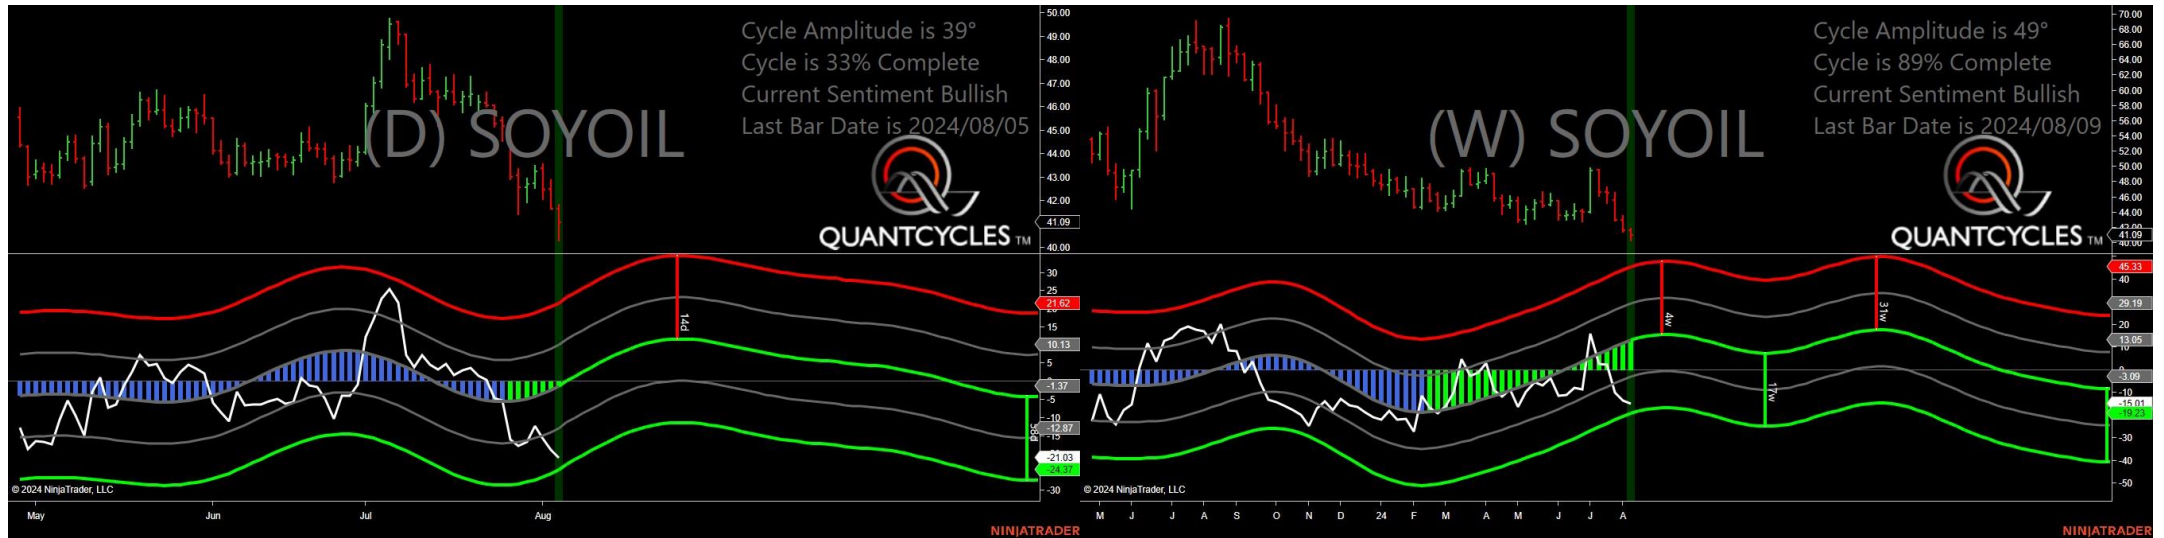 Cycle Amplitude is 39°
Cycle is 33% Complete
Current Sentiment Bullish
Last Bar Date is 2024/08/05
(D) SOYOIL
QUANTCYCLES TM
50.00
49.00
48.00
47.00
46.00
45.00
44.00
43.00
42.00
41.09
40.00
30
25
21.62
15
10.13
5
-1.37
-5
-10
-12.87
-15
-21.03
-24.37
-30
14d
© 2024 NinjaTrader, LLC
May Jun Jul Aug
NINJATRADER
Cycle Amplitude is 49°
Cycle is 89% Complete
Current Sentiment Bullish
Last Bar Date is 2024/08/09
(W) SOYOIL
QUANTCYCLES TM
70.00
68.00
66.00
64.00
62.00
60.00
58.00
56.00
54.00
52.00
50.00
48.00
46.00
44.00
41.09
40.00
45.33
40
29.19
20
13.05
-3.09
-10
-15.01
-19.23
-30
-40
-50
4w
17w
31w
© 2024 NinjaTrader, LLC
M J J A S O N D 24 F M A M J J A
NINJATRADER